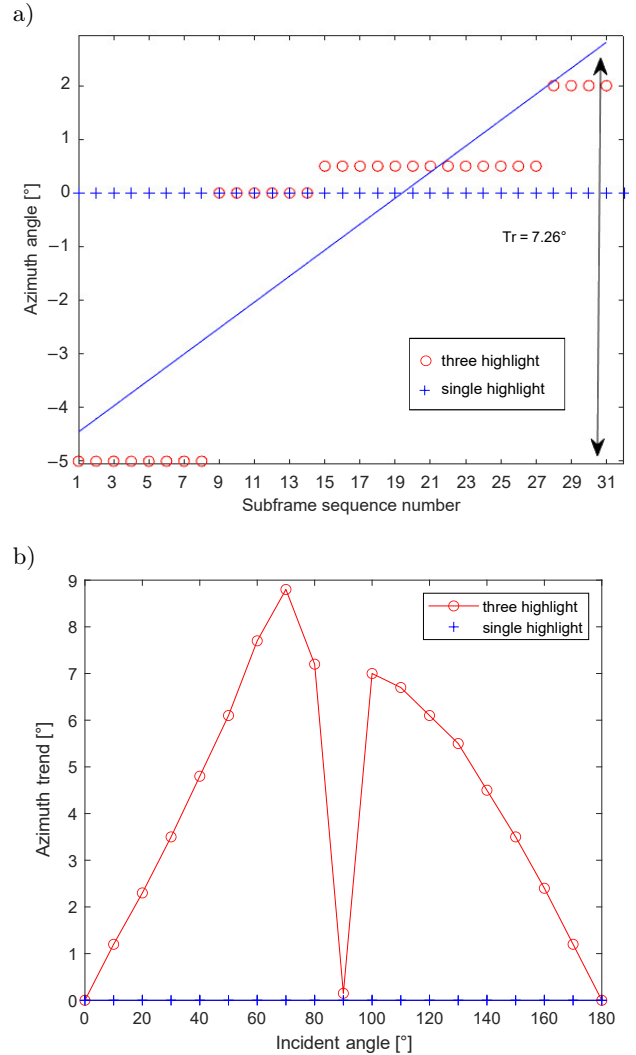 a)
2
1
0
−1
−2
−3
−4
−5
Azimuth angle [°]
Tr = 7.26°
three highlight
single highlight
1 3 5 7 9 11 13 15 17 19 21 23 25 27 29 31
Subframe sequence number
b)
9
8
7
6
5
4
3
2
1
0
Azimuth trend [°]
three highlight
single highlight
0 20 40 60 80 100 120 140 160 180
Incident angle [°]